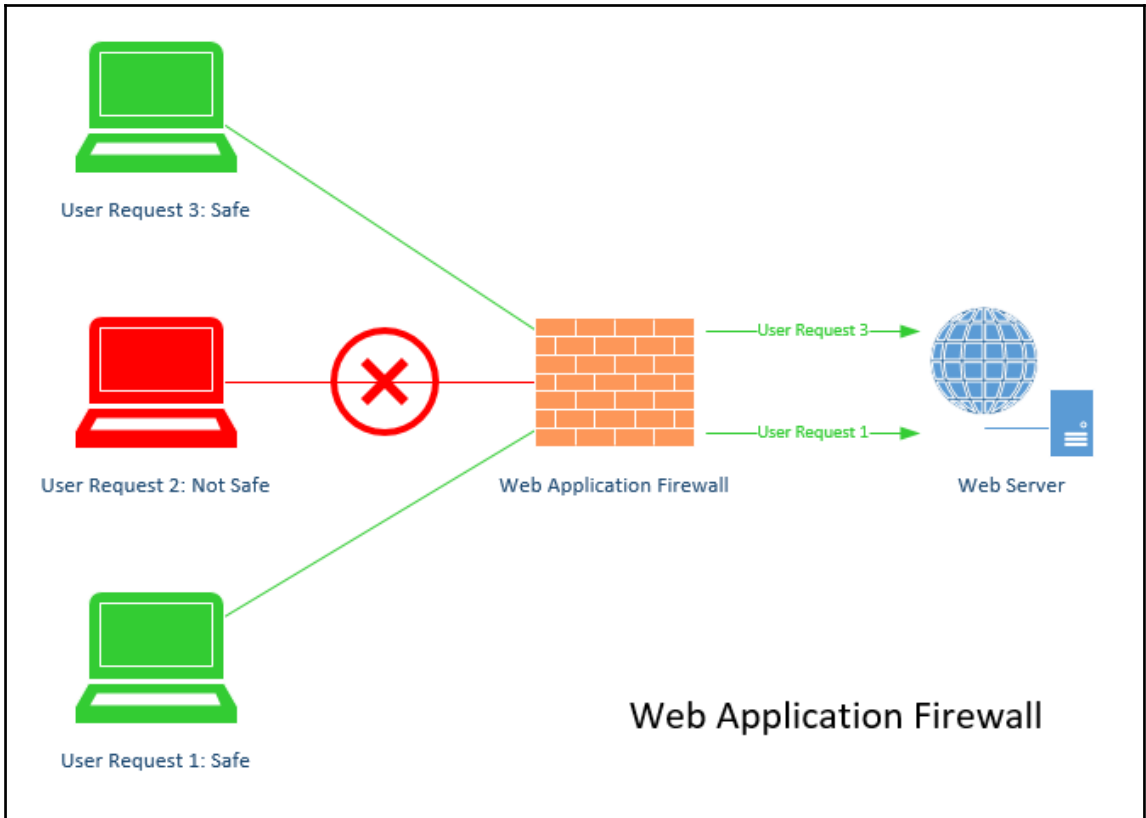 User Request 3: Safe
User Request 3
User Request 1
User Request 2: Not Safe
Web Application Firewall
Web Server
Web Application Firewall
User Request 1: Safe